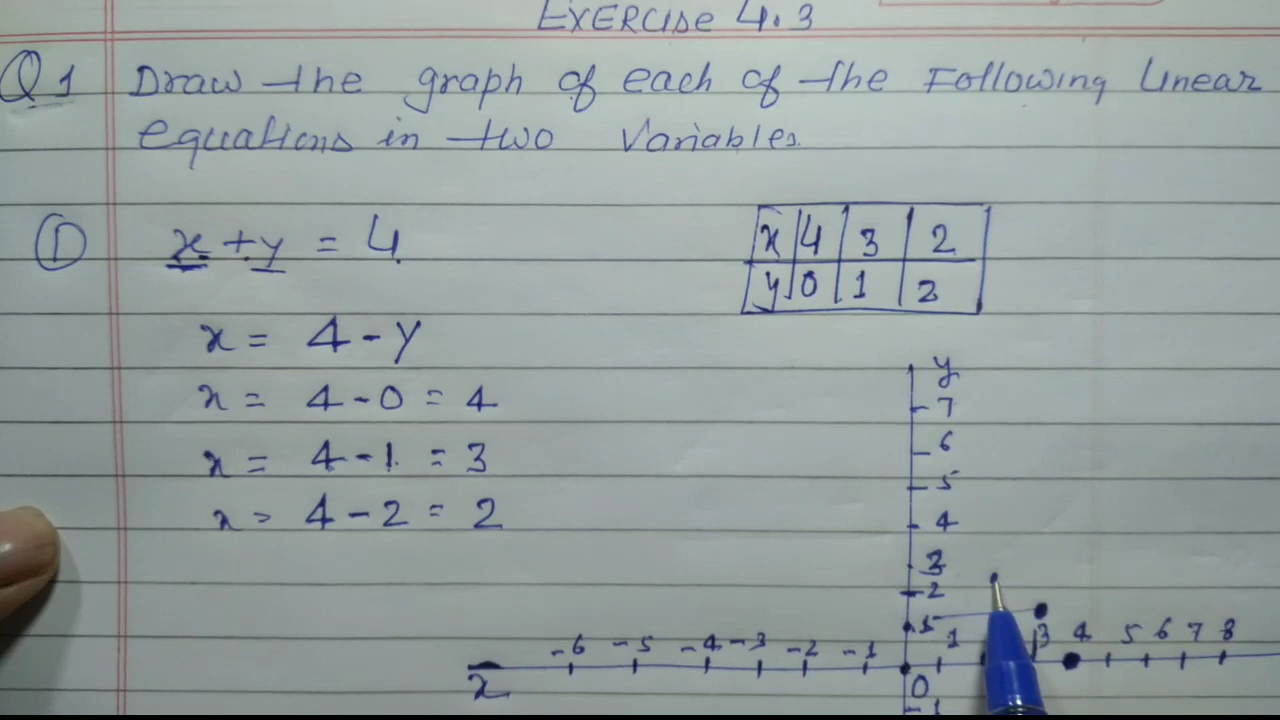 EXERCISE 4.3
Q1 Draw the graph of each of the Following Linear
equations in two Variables.
① x + y = 4
x | 4 | 3 | 2
y | 0 | 1 | 2
x = 4 - y
x = 4 - 0 = 4
x = 4 - 1 = 3
x = 4 - 2 = 2
y
7
6
5
4
3
2
1
-6 -5 -4 -3 -2 -1 1 3 4 5 6 7 8
x 0
-1